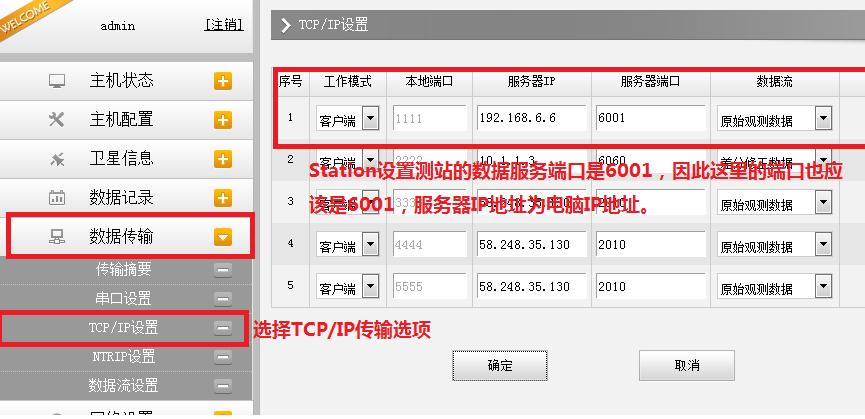 WELCOME
admin
[注销]
主机状态
主机配置
卫星信息
数据记录
数据传输
传输摘要
串口设置
TCP/IP设置
NTRIP设置
数据流设置
TCP/IP设置
序号 工作模式 本地端口 服务器IP 服务器端口 数据流
1 客户端 1111 192.168.6.6 6001 原始观测数据
2 2222 10.1.1.3 6060 差分修正数据
Station设置测站的数据服务端口是6001，因此这里的端口也应
该是6001，服务器IP地址为电脑IP地址。
3 客户端 原始观测数据
4 客户端 4444 58.248.35.130 2010 原始观测数据
5 客户端 5555 58.248.35.130 2010 原始观测数据
选择TCP/IP传输选项
确定 取消